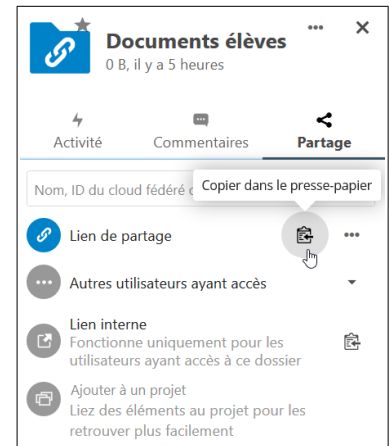 Documents élèves
0 B, il y a 5 heures
Activité
Commentaires
Partage
Nom, ID du cloud fédéré
Copier dans le presse-papier
Lien de partage
Autres utilisateurs ayant accès
Lien interne
Fonctionne uniquement pour les
utilisateurs ayant accès à ce dossier
Ajouter à un projet
Liez des éléments au projet pour les
retrouver plus facilement